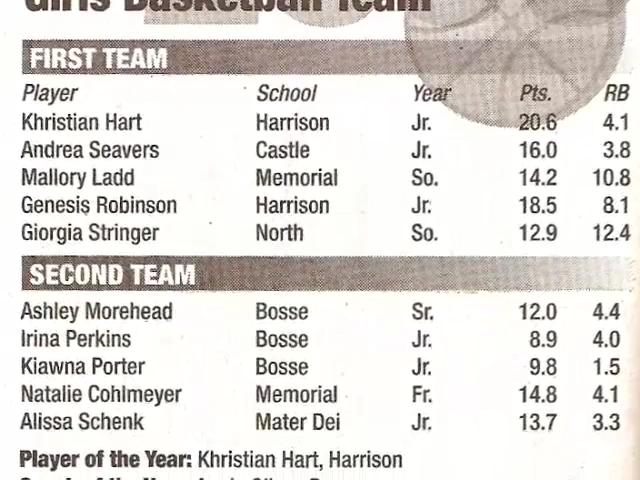 Girls Basketball Team
FIRST TEAM
Player School Year Pts. RB
Khristian Hart Harrison Jr. 20.6 4.1
Andrea Seavers Castle Jr. 16.0 3.8
Mallory Ladd Memorial So. 14.2 10.8
Genesis Robinson Harrison Jr. 18.5 8.1
Giorgia Stringer North So. 12.9 12.4
SECOND TEAM
Ashley Morehead Bosse Sr. 12.0 4.4
Irina Perkins Bosse Jr. 8.9 4.0
Kiawna Porter Bosse Jr. 9.8 1.5
Natalie Cohlmeyer Memorial Fr. 14.8 4.1
Alissa Schenk Mater Dei Jr. 13.7 3.3
Player of the Year: Khristian Hart, Harrison